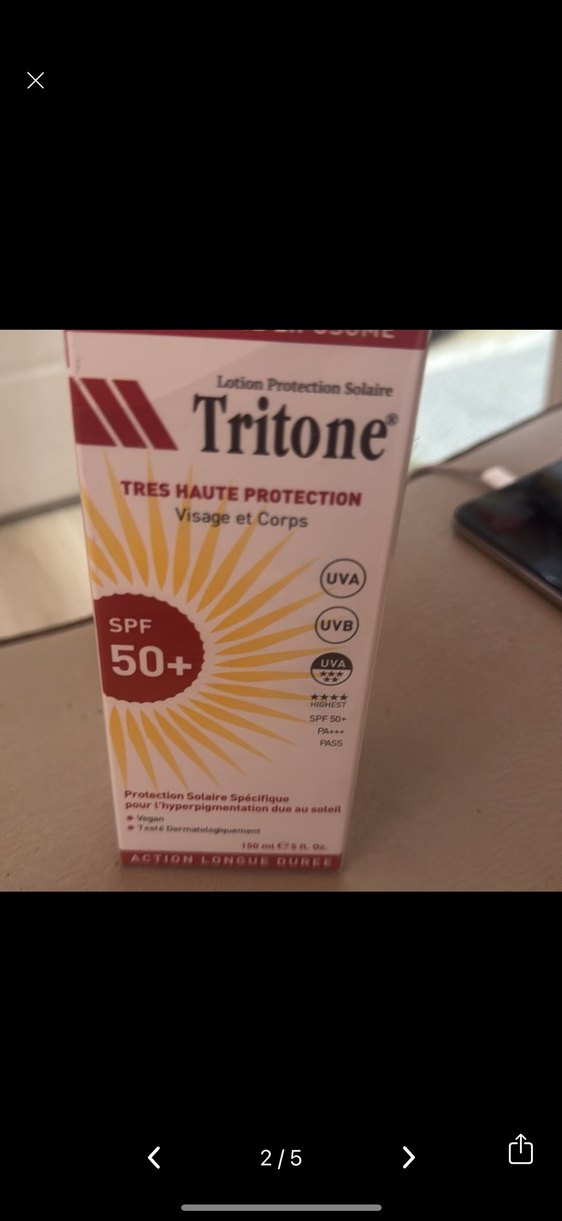 Lotion Protection Solaire
Tritone®
TRES HAUTE PROTECTION
Visage et Corps
UVA
UVB
SPF
50+
UVA
★★★
★★
★★★★
HIGHEST
SPF 50+
PA+++
PASS
Protection Solaire Spécifique
pour l'hyperpigmentation due au soleil
Vegan
Testé Dermatologiquement
150 ml ℮ 5 fl. Oz.
ACTION LONGUE DUREE
2 / 5